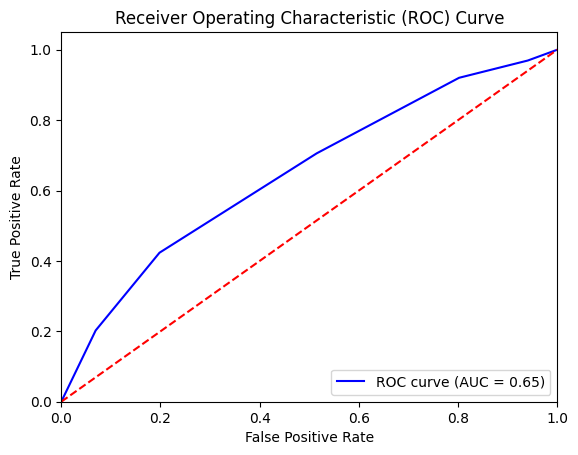 Receiver Operating Characteristic (ROC) Curve
1.0
0.8
0.6
0.4
0.2
0.0
True Positive Rate
ROC curve (AUC = 0.65)
0.0 0.2 0.4 0.6 0.8 1.0
False Positive Rate